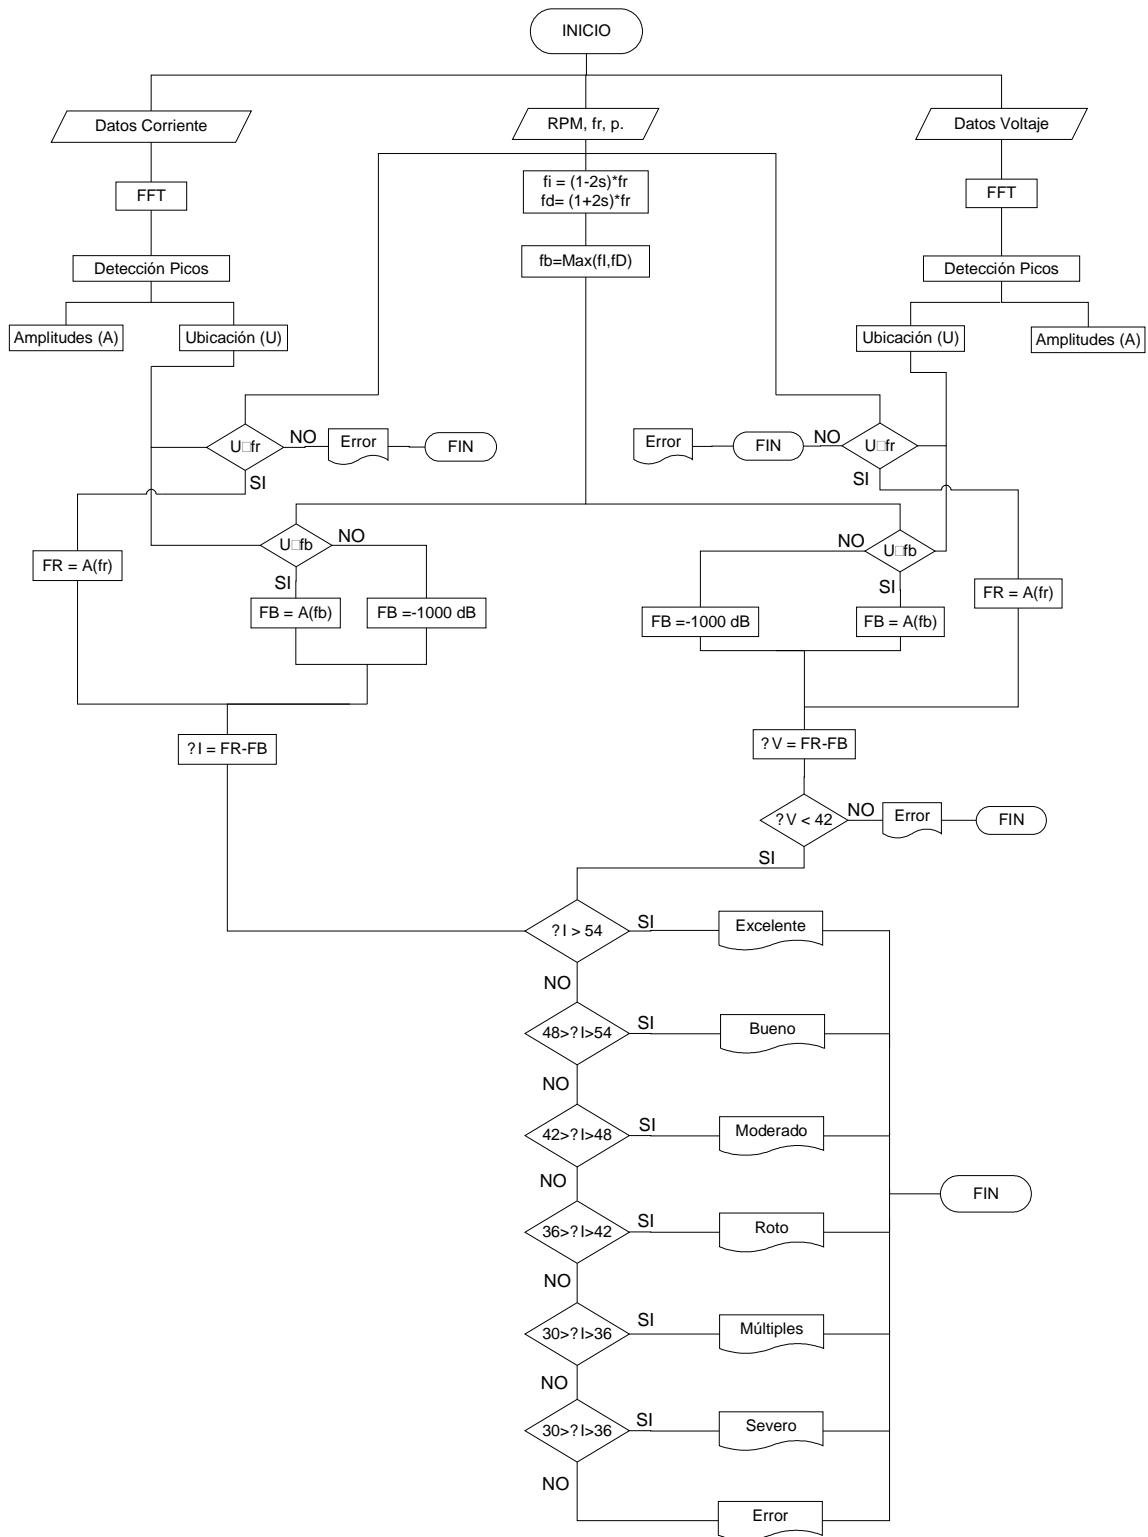 INICIO
Datos Corriente
RPM, fr, p.
Datos Voltaje
FFT
fi = (1-2s)*fr
fd= (1+2s)*fr
FFT
Detección Picos
fb=Max(fI,fD)
Detección Picos
Amplitudes (A)
Ubicación (U)
Ubicación (U)
Amplitudes (A)
U□fr
NO
Error
FIN
SI
Error
FIN
NO
U□fr
SI
U□fb
NO
SI
NO
U□fb
SI
FR = A(fr)
FB = A(fb)
FB =-1000 dB
FB =-1000 dB
FB = A(fb)
FR = A(fr)
?I = FR-FB
?V = FR-FB
?V < 42
NO
Error
FIN
SI
?I > 54
SI
Excelente
NO
48>?I>54
SI
Bueno
NO
42>?I>48
SI
Moderado
NO
FIN
36>?I>42
SI
Roto
NO
30>?I>36
SI
Múltiples
NO
30>?I>36
SI
Severo
NO
Error